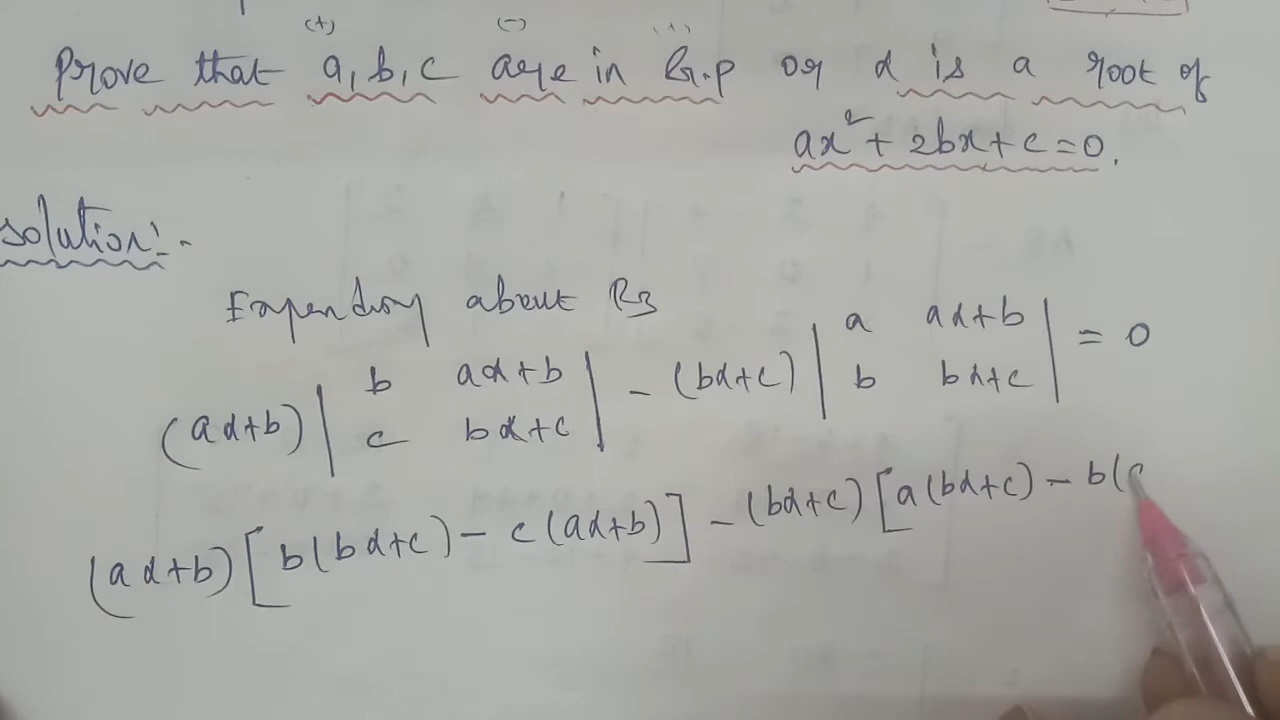 (+) (-) (+)
Prove that a, b, c are in G.P or α is a root of
ax² + 2bx + c = 0.
Solution:-
Expanding about R3
(aα+b) | b aα+b | - (bα+c) | a aα+b | = 0
| c bα+c | | b bα+c |
(aα+b) [b(bα+c) - c(aα+b)] - (bα+c) [a(bα+c) - b(